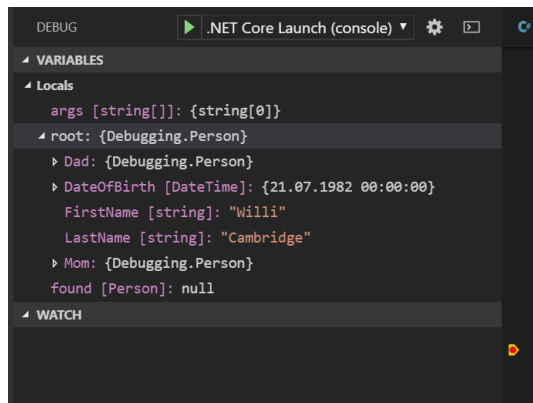 DEBUG .NET Core Launch (console) C#
VARIABLES
Locals
args [string[]]: {string[0]}
root: {Debugging.Person}
Dad: {Debugging.Person}
DateOfBirth [DateTime]: {21.07.1982 00:00:00}
FirstName [string]: "Willi"
LastName [string]: "Cambridge"
Mom: {Debugging.Person}
found [Person]: null
WATCH